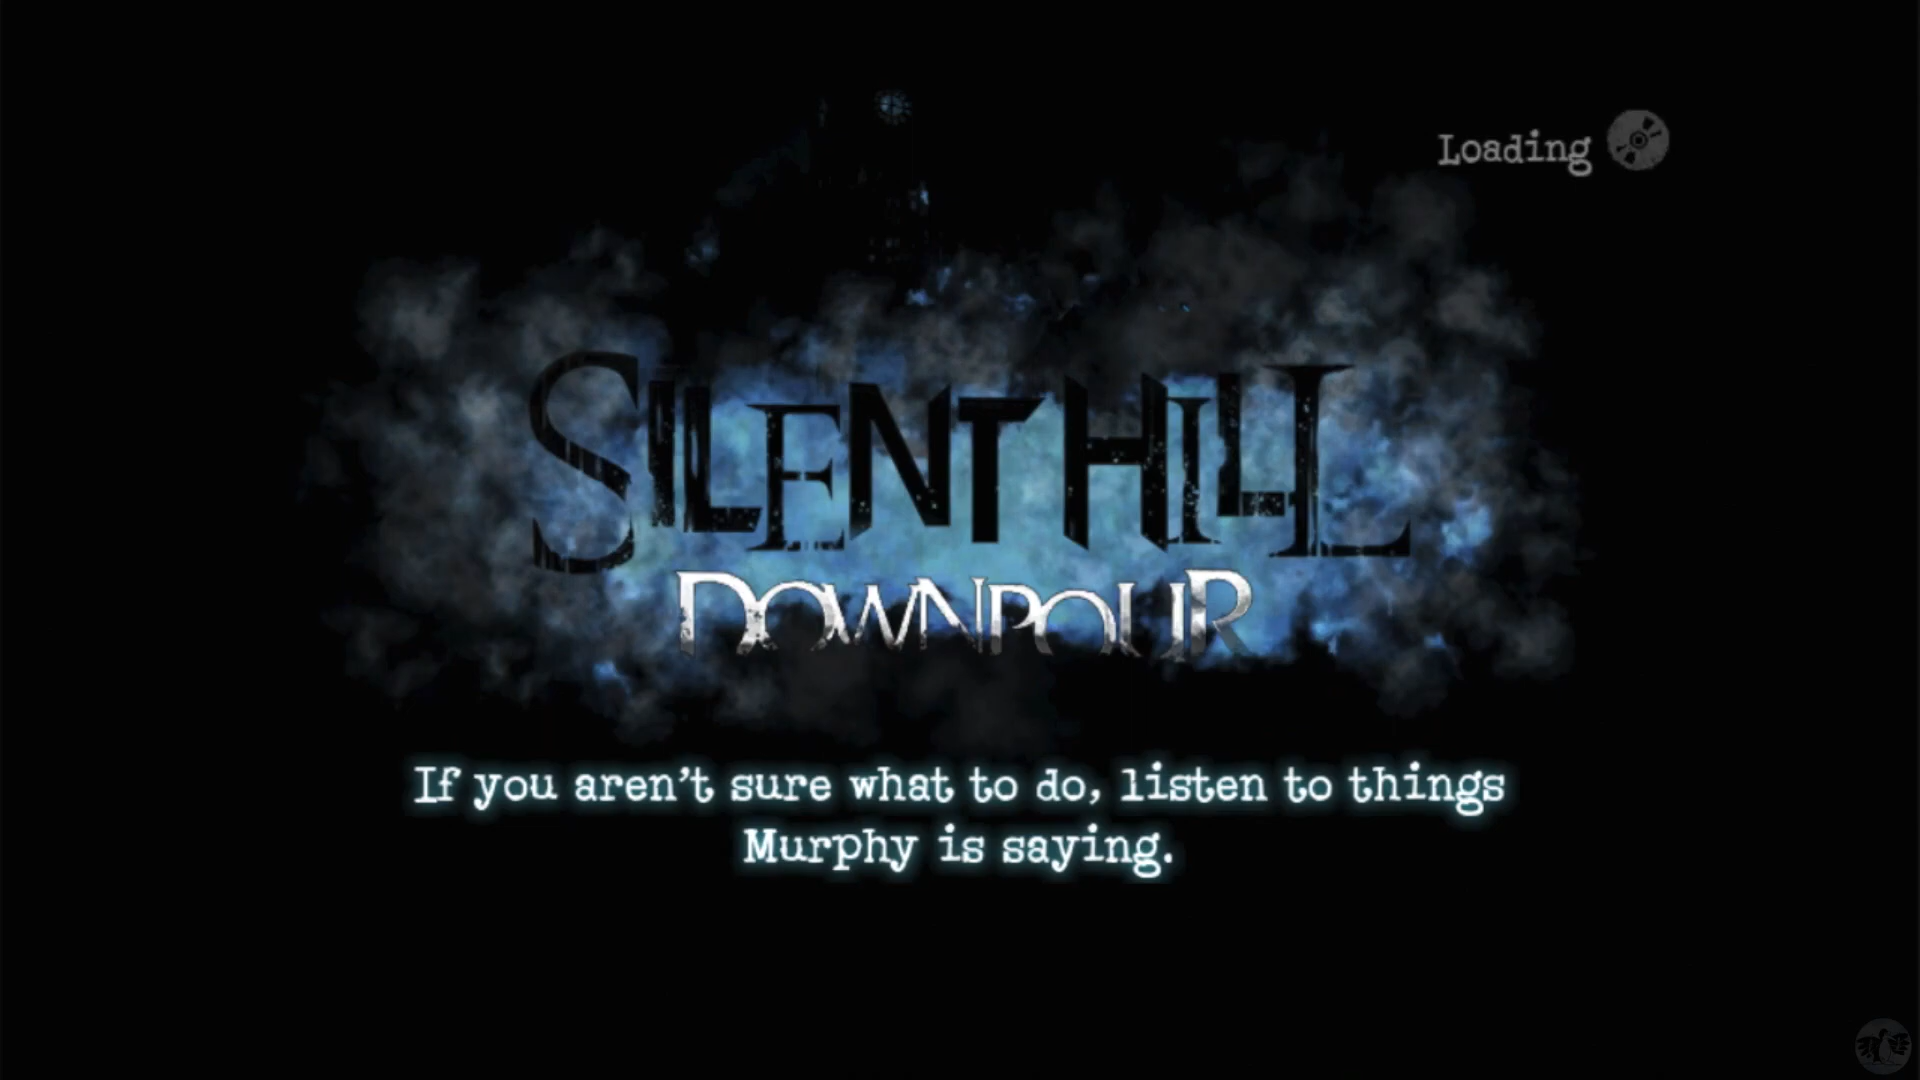 Loading
SILENT HILL
DOWNPOUR
If you aren't sure what to do, listen to things
Murphy is saying.